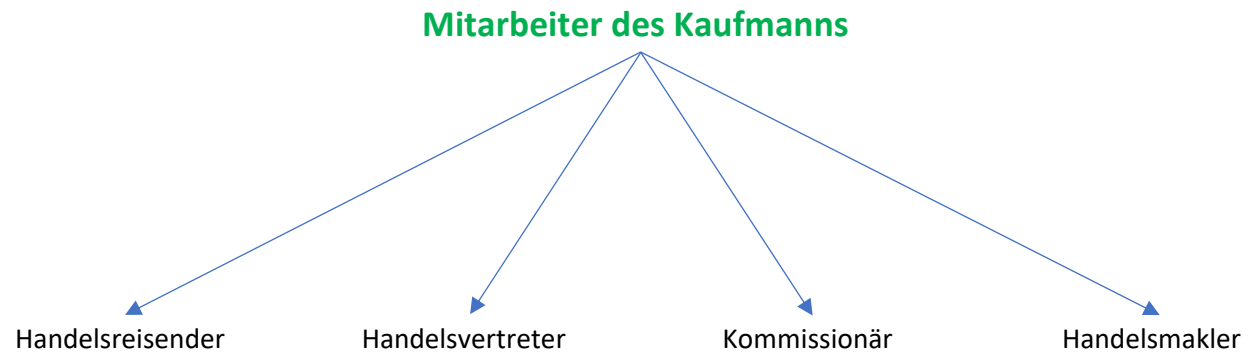 Mitarbeiter des Kaufmanns
Handelsreisender Handelsvertreter Kommissionär Handelsmakler